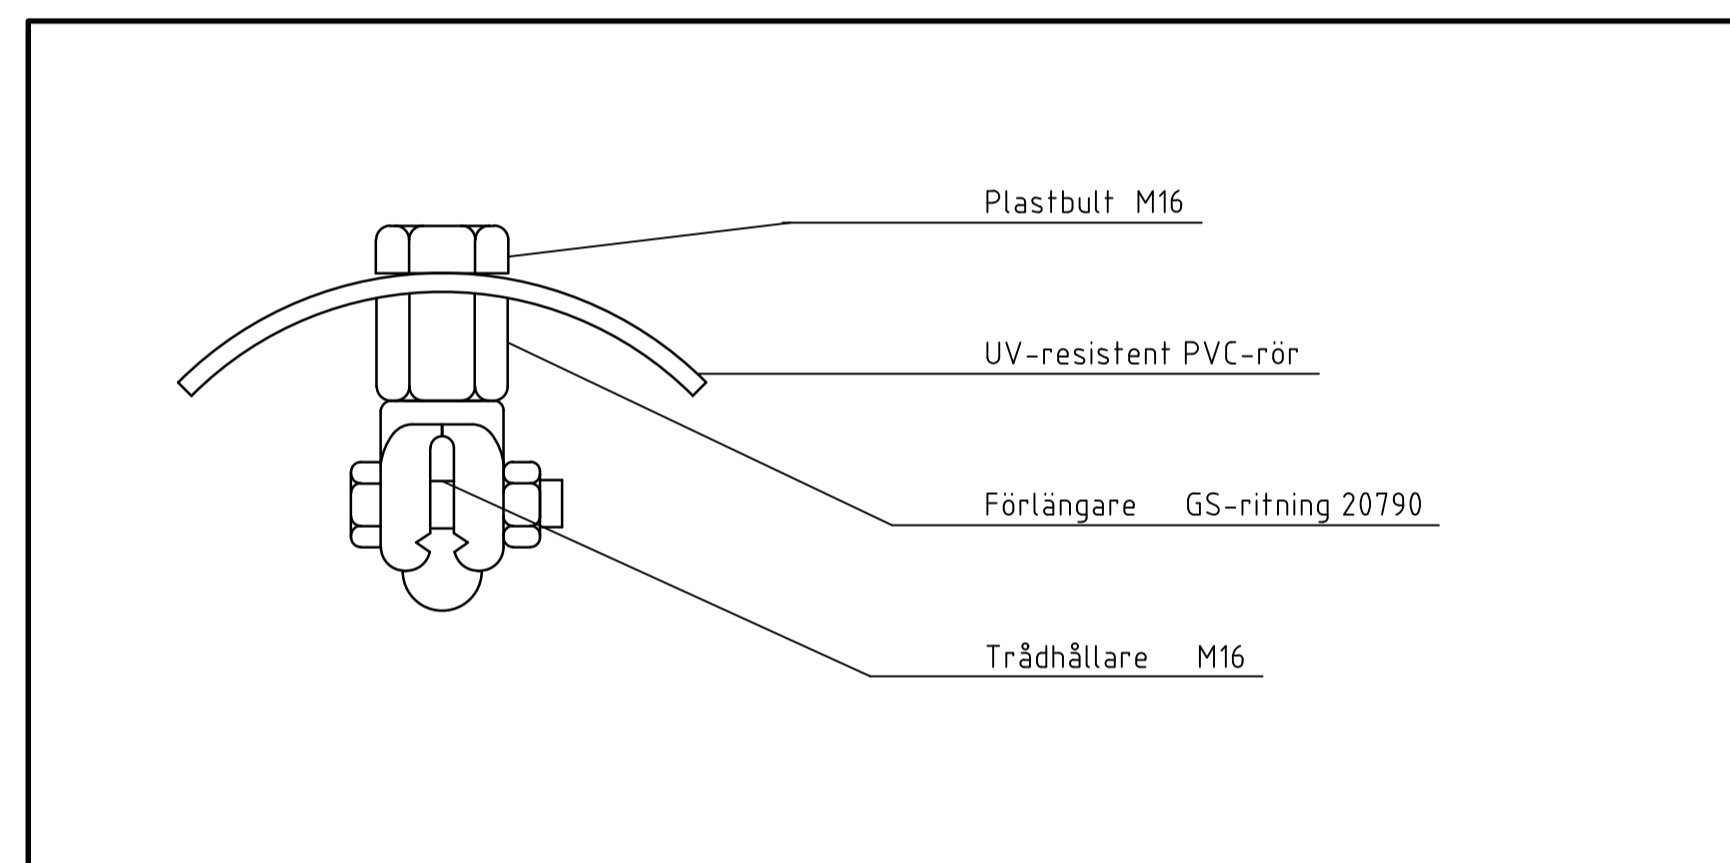 Plastbult M16
UV-resistent PVC-rör
Förlängare GS-ritning 20790
Trådhållare M16